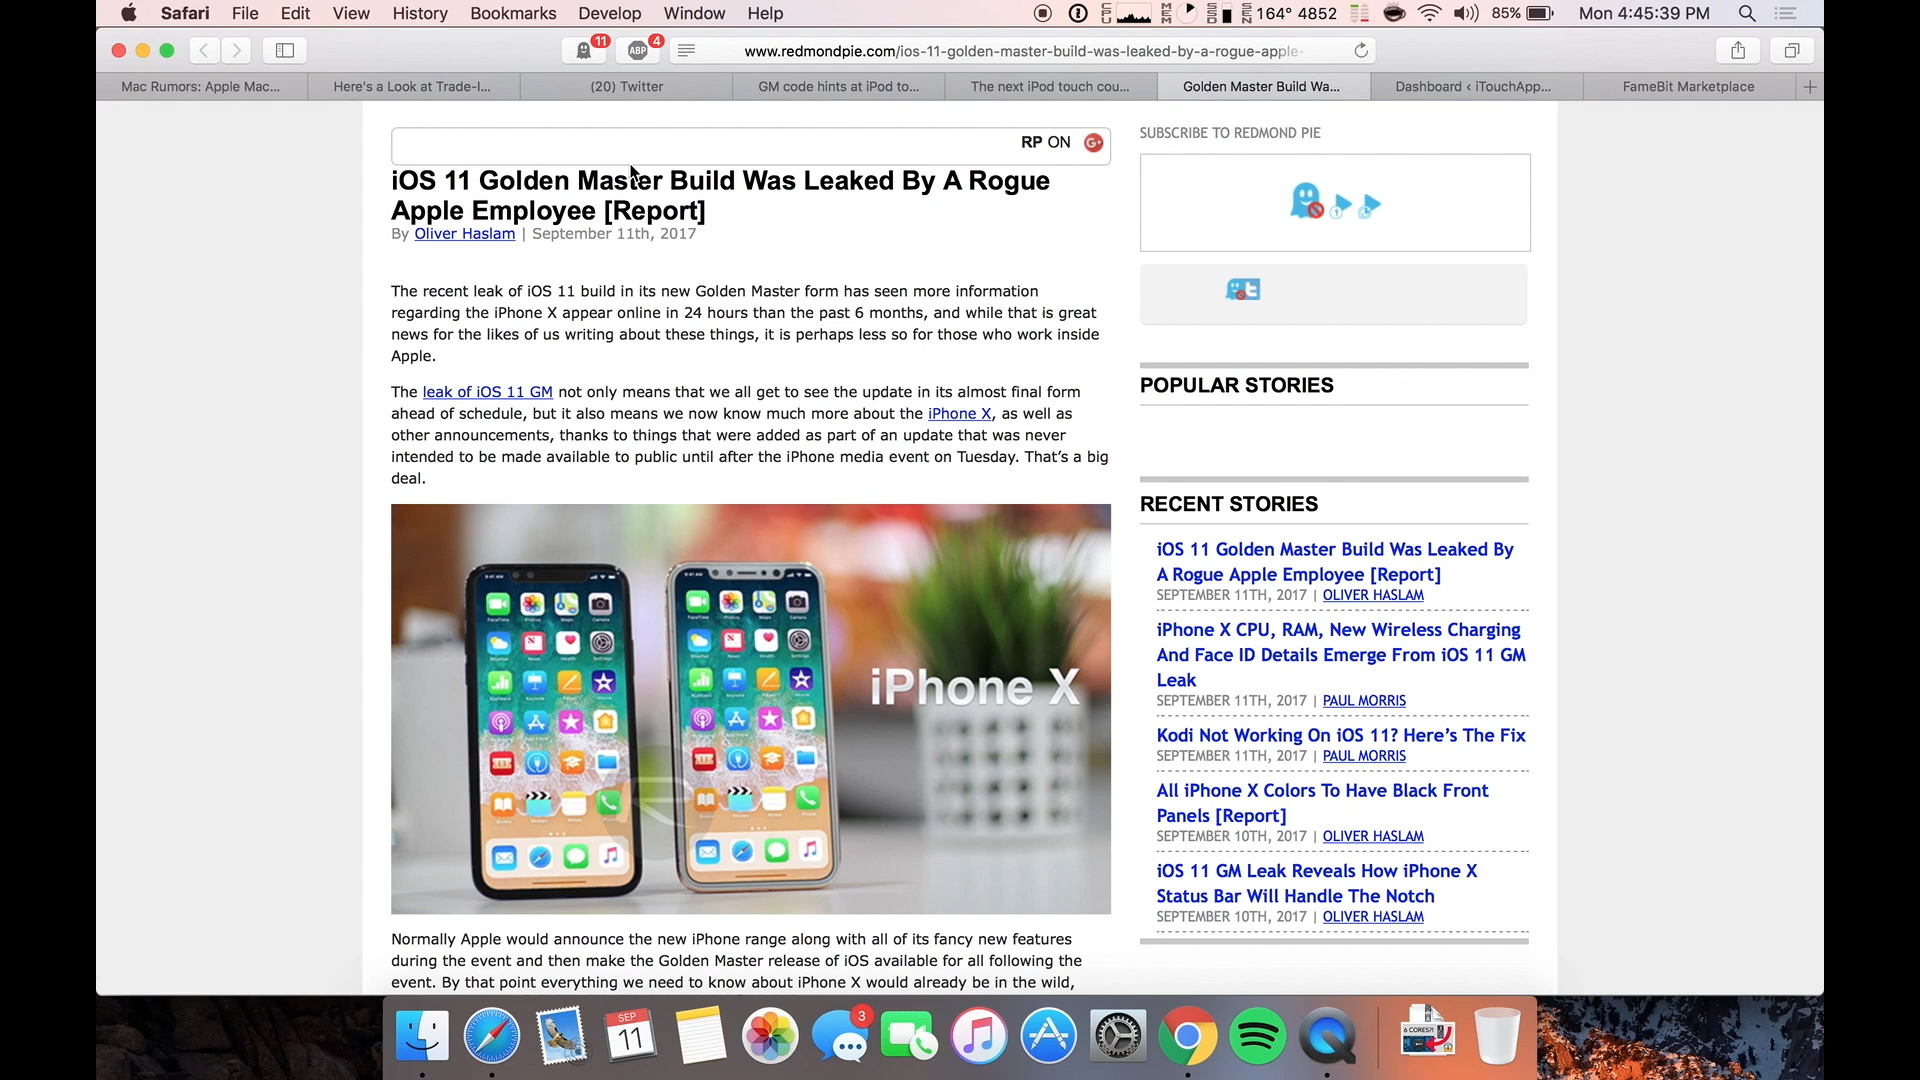 Safari File Edit View History Bookmarks Develop Window Help
164° 4852 85% Mon 4:45:39 PM
11 ABP 4 www.redmondpie.com/ios-11-golden-master-build-was-leaked-by-a-rogue-apple-
Mac Rumors: Apple Mac... Here's a Look at Trade-I... (20) Twitter GM code hints at iPod to... The next iPod touch cou... Golden Master Build Wa... Dashboard ‹ iTouchApp... FameBit Marketplace
RP ON G+
iOS 11 Golden Master Build Was Leaked By A Rogue
Apple Employee [Report]
By Oliver Haslam | September 11th, 2017
The recent leak of iOS 11 build in its new Golden Master form has seen more information
regarding the iPhone X appear online in 24 hours than the past 6 months, and while that is great
news for the likes of us writing about these things, it is perhaps less so for those who work inside
Apple.
The leak of iOS 11 GM not only means that we all get to see the update in its almost final form
ahead of schedule, but it also means we now know much more about the iPhone X, as well as
other announcements, thanks to things that were added as part of an update that was never
intended to be made available to public until after the iPhone media event on Tuesday. That's a big
deal.
iPhone X
Normally Apple would announce the new iPhone range along with all of its fancy new features
during the event and then make the Golden Master release of iOS available for all following the
event. By that point everything we need to know about iPhone X would already be in the wild,
SUBSCRIBE TO REDMOND PIE
POPULAR STORIES
RECENT STORIES
iOS 11 Golden Master Build Was Leaked By
A Rogue Apple Employee [Report]
SEPTEMBER 11TH, 2017 | OLIVER HASLAM
iPhone X CPU, RAM, New Wireless Charging
And Face ID Details Emerge From iOS 11 GM
Leak
SEPTEMBER 11TH, 2017 | PAUL MORRIS
Kodi Not Working On iOS 11? Here's The Fix
SEPTEMBER 11TH, 2017 | PAUL MORRIS
All iPhone X Colors To Have Black Front
Panels [Report]
SEPTEMBER 10TH, 2017 | OLIVER HASLAM
iOS 11 GM Leak Reveals How iPhone X
Status Bar Will Handle The Notch
SEPTEMBER 10TH, 2017 | OLIVER HASLAM
SEP
11
3
6 CORES?!